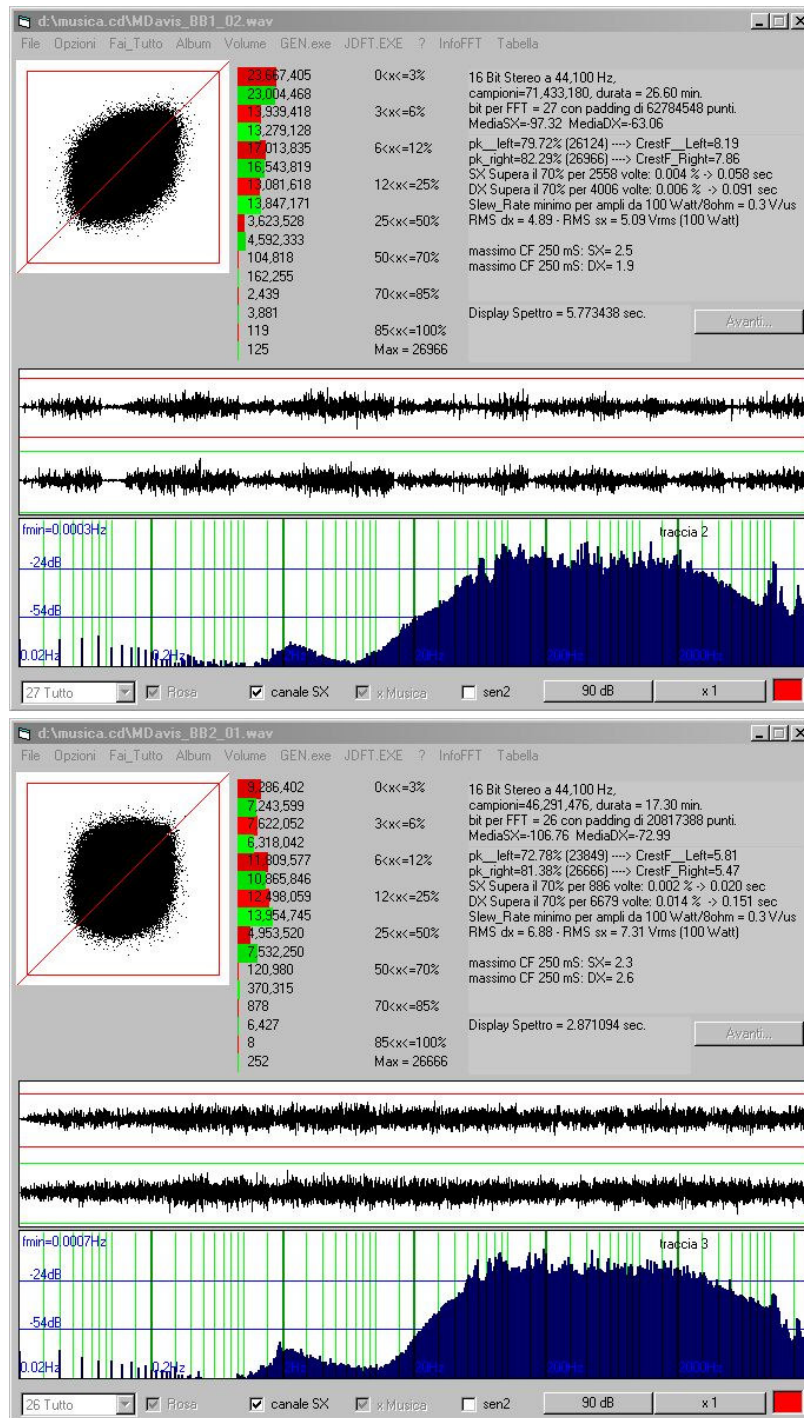 d:\musica.cd\MDavis_BB1_02.wav
File Opzioni Fai_Tutto Album Volume GEN.exe JDFT.EXE ? InfoFFT Tabella
23,667,405 0<x<=3%
23,004,468
13,939,418 3<x<=6%
13,279,128
17,013,835 6<x<=12%
16,543,819
13,081,618 12<x<=25%
13,847,171
3,623,528 25<x<=50%
4,592,333
104,818 50<x<=70%
162,255
2,439 70<x<=85%
3,881
119 85<x<=100%
125 Max = 26966
16 Bit Stereo a 44,100 Hz,
campioni=71,433,180, durata = 26.60 min.
bit per FFT = 27 con padding di 62784548 punti.
MediaSX=-97.32 MediaDX=-63.06
pk__left=79.72% (26124) ----> CrestF__Left=8.19
pk_right=82.29% (26966) ----> CrestF_Right=7.86
SX Supera il 70% per 2558 volte: 0.004 % -> 0.058 sec
DX Supera il 70% per 4006 volte: 0.006 % -> 0.091 sec
Slew_Rate minimo per ampli da 100 Watt/8ohm = 0.3 V/us
RMS dx = 4.89 - RMS sx = 5.09 Vrms (100 Watt)
massimo CF 250 mS: SX= 2.5
massimo CF 250 mS: DX= 1.9
Display Spettro = 5.773438 sec.
Avanti...
fmin=0.0003Hz
traccia 2
-24dB
-54dB
0.02Hz 0.2Hz 2Hz 20Hz 200Hz 2000Hz
27 Tutto Rosa canale SX x Musica sen2 90 dB x 1
d:\musica.cd\MDavis_BB2_01.wav
File Opzioni Fai_Tutto Album Volume GEN.exe JDFT.EXE ? InfoFFT Tabella
9,286,402 0<x<=3%
7,243,599
7,622,052 3<x<=6%
6,318,042
11,809,577 6<x<=12%
10,865,846
12,498,059 12<x<=25%
13,954,745
4,953,520 25<x<=50%
7,532,250
120,980 50<x<=70%
370,315
878 70<x<=85%
6,427
8 85<x<=100%
252 Max = 26666
16 Bit Stereo a 44,100 Hz,
campioni=46,291,476, durata = 17.30 min.
bit per FFT = 26 con padding di 20817388 punti.
MediaSX=-106.76 MediaDX=-72.99
pk__left=72.78% (23849) ----> CrestF__Left=5.81
pk_right=81.38% (26666) ----> CrestF_Right=5.47
SX Supera il 70% per 886 volte: 0.002 % -> 0.020 sec
DX Supera il 70% per 6679 volte: 0.014 % -> 0.151 sec
Slew_Rate minimo per ampli da 100 Watt/8ohm = 0.3 V/us
RMS dx = 6.88 - RMS sx = 7.31 Vrms (100 Watt)
massimo CF 250 mS: SX= 2.3
massimo CF 250 mS: DX= 2.6
Display Spettro = 2.871094 sec.
Avanti...
fmin=0.0007Hz
traccia 3
-24dB
-54dB
0.02Hz 0.2Hz 2Hz 20Hz 200Hz 2000Hz
26 Tutto Rosa canale SX x Musica sen2 90 dB x 1